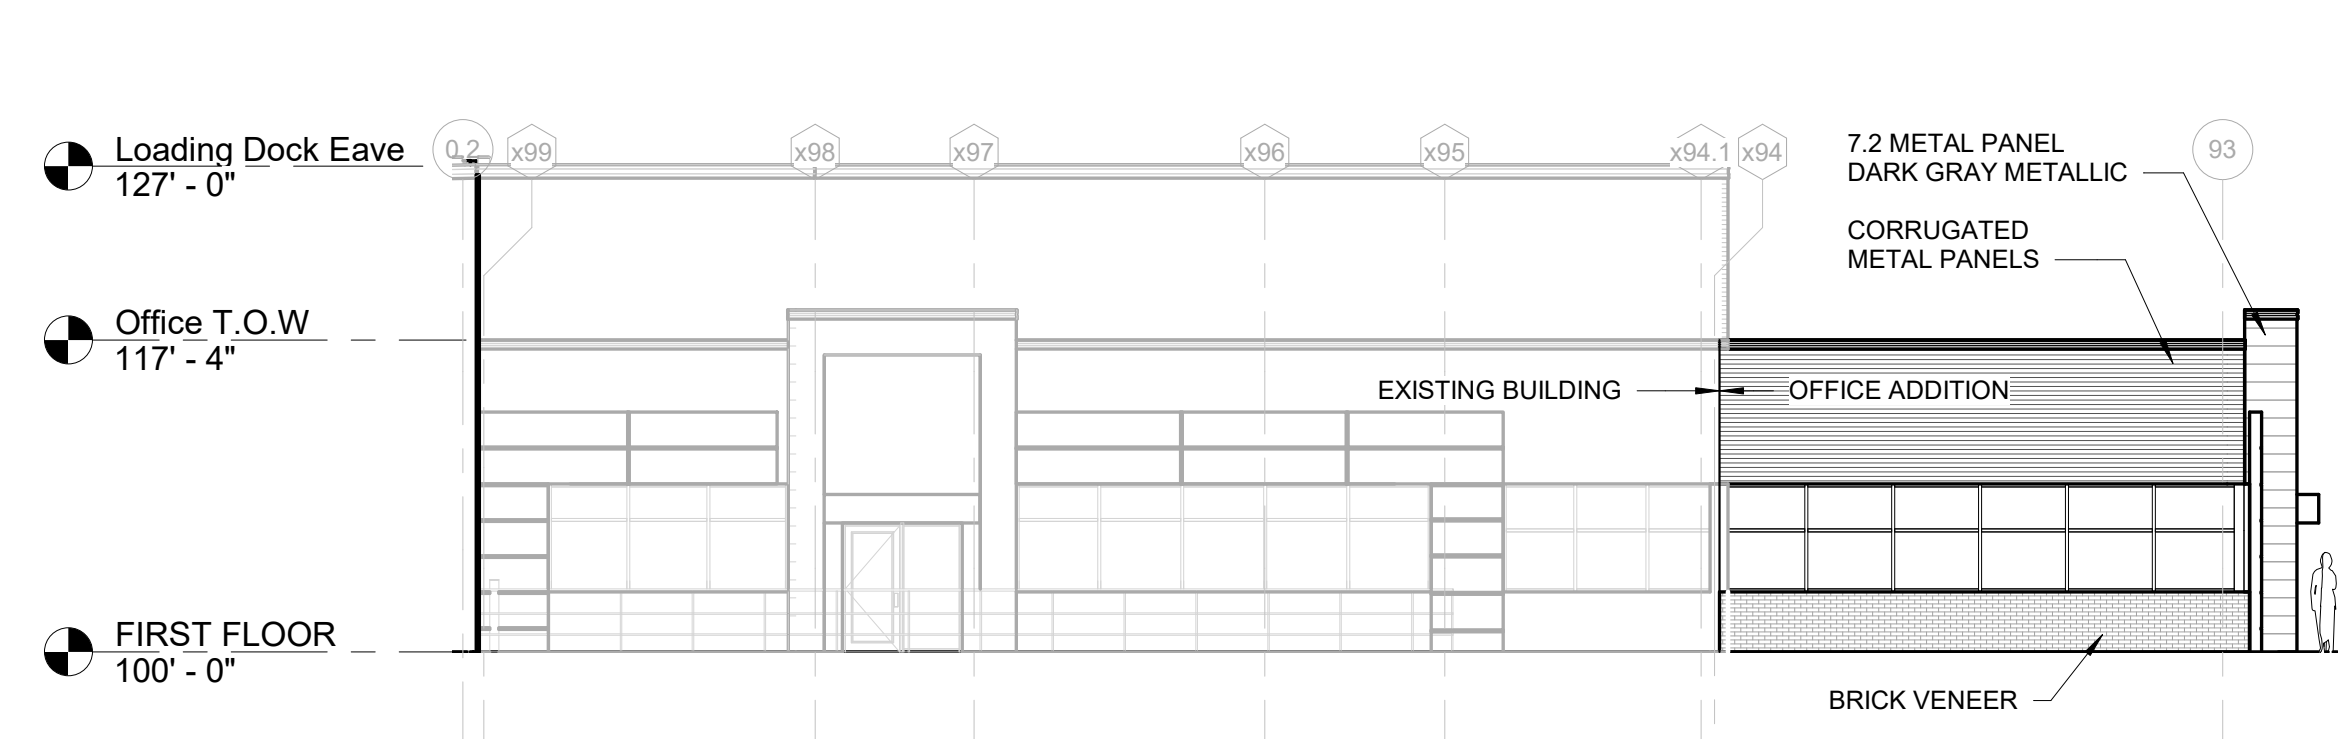 Loading Dock Eave
127' - 0"
0.2
x99
x98
x97
x96
x95
x94.1
x94
7.2 METAL PANEL
DARK GRAY METALLIC
93
CORRUGATED
METAL PANELS
Office T.O.W
117' - 4"
EXISTING BUILDING
OFFICE ADDITION
FIRST FLOOR
100' - 0"
BRICK VENEER